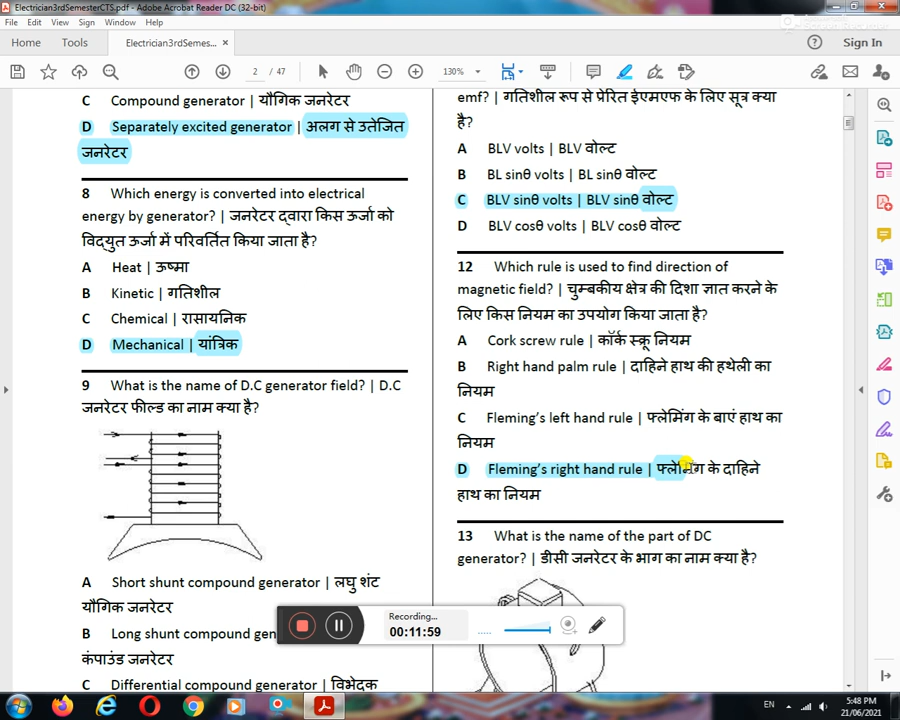 Electrician3rdSemesterCTS.pdf - Adobe Acrobat Reader DC (32-bit)
File Edit View Sign Window Help
Home Tools Electrician3rdSemes... × Sign In
2 / 47 130%
C Compound generator | यौगिक जनरेटर
D Separately excited generator | अलग से उतेजित
जनरेटर
8 Which energy is converted into electrical
energy by generator? | जनरेटर द्वारा किस ऊर्जा को
विद्युत ऊर्जा में परिवर्तित किया जाता है?
A Heat | ऊष्मा
B Kinetic | गतिशील
C Chemical | रासायनिक
D Mechanical | यांत्रिक
9 What is the name of D.C generator field? | D.C
जनरेटर फील्ड का नाम क्या है?
A Short shunt compound generator | लघु शंट
यौगिक जनरेटर
B Long shunt compound gen
कंपाउंड जनरेटर
C Differential compound generator | विभेदक
emf? | गतिशील रूप से प्रेरित ईएमएफ के लिए सूत्र क्या
है?
A BLV volts | BLV वोल्ट
B BL sinθ volts | BL sinθ वोल्ट
C BLV sinθ volts | BLV sinθ वोल्ट
D BLV cosθ volts | BLV cosθ वोल्ट
12 Which rule is used to find direction of
magnetic field? | चुम्बकीय क्षेत्र की दिशा ज्ञात करने के
लिए किस नियम का उपयोग किया जाता है?
A Cork screw rule | कॉर्क स्क्रू नियम
B Right hand palm rule | दाहिने हाथ की हथेली का
नियम
C Fleming’s left hand rule | फ्लेमिंग के बाएं हाथ का
नियम
D Fleming’s right hand rule | फ्लेमिंग के दाहिने
हाथ का नियम
13 What is the name of the part of DC
generator? | डीसी जनरेटर के भाग का नाम क्या है?
Recording...
00:11:59
EN 5:48 PM
21/06/2021